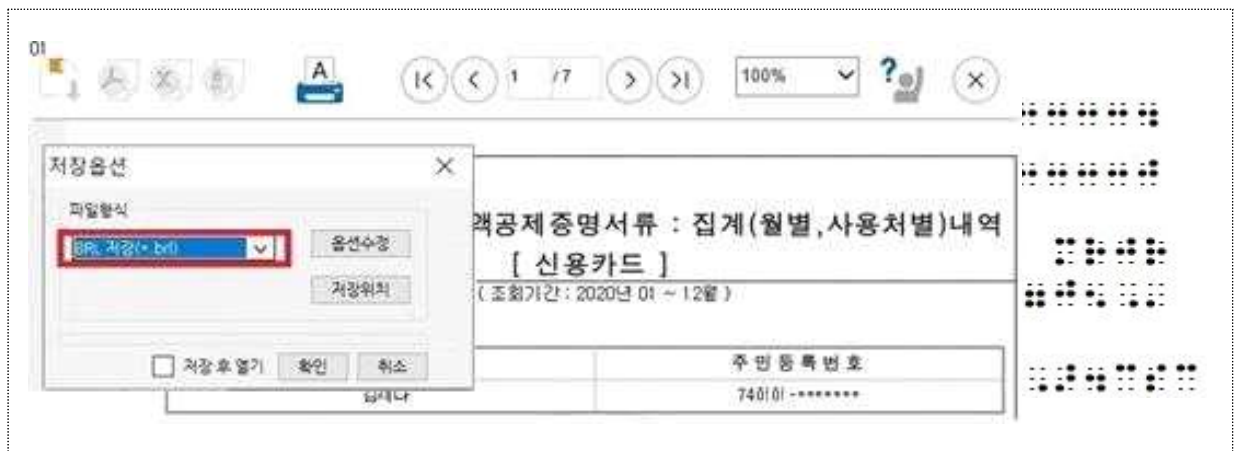 01
A
1 /7
100%
?
저장옵션
파일형식
BRL 저장(*.brl)
옵션수정
저장위치
저장 후 열기
확인
취소
액공제증명서류 : 집계(월별,사용처별)내역
[ 신용카드 ]
( 조회기간 : 2020년 01 ~ 12월 )
주 민 등 록 번 호
740101-*******